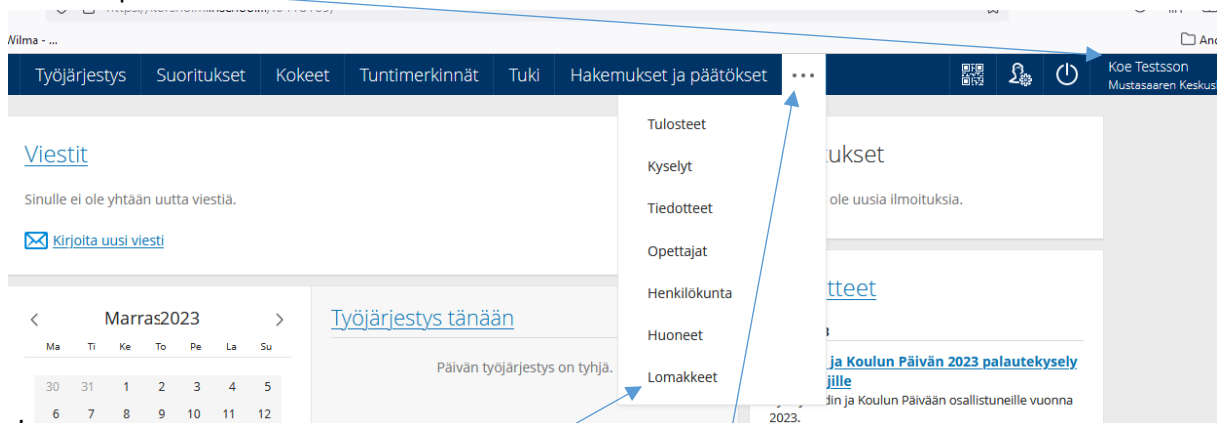 Wilma - ...
Työjärjestys Suoritukset Kokeet Tuntimerkinnät Tuki Hakemukset ja päätökset ...
Koe Testsson
Mustasaaren Keskus
Tulosteet
Kyselyt
Tiedotteet
Opettajat
Henkilökunta
Huoneet
Lomakkeet
Viestit
Sinulle ei ole yhtään uutta viestiä.
Kirjoita uusi viesti
ukset
ole uusia ilmoituksia.
Marras2023
Ma Ti Ke To Pe La Su
30 31 1 2 3 4 5
6 7 8 9 10 11 12
Työjärjestys tänään
Päivän työjärjestys on tyhjä.
tteet
ja Koulun Päivän 2023 palautekysely
jille
din ja Koulun Päivään osallistuneille vuonna
2023.